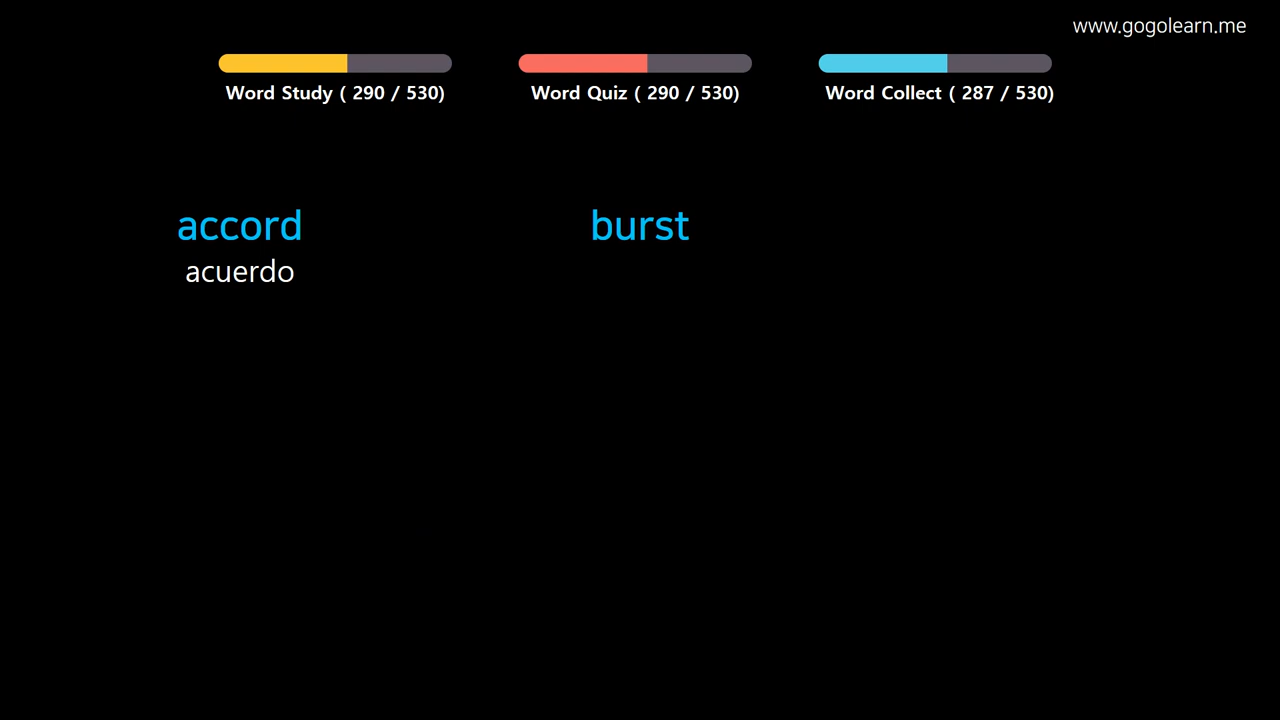 www.gogolearn.me
Word Study ( 290 / 530)
Word Quiz ( 290 / 530)
Word Collect ( 287 / 530)
accord
acuerdo
burst